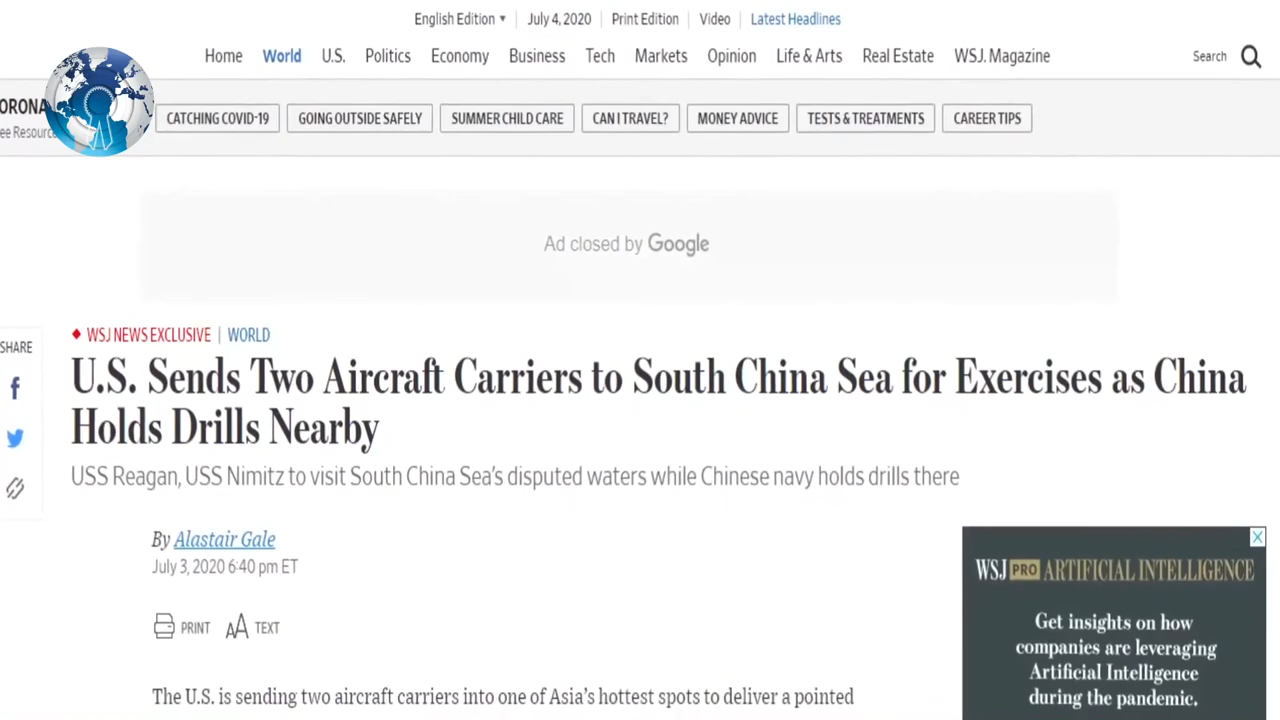 English Edition
July 4, 2020
Print Edition
Video
Latest Headlines
Home World U.S. Politics Economy Business Tech Markets Opinion Life & Arts Real Estate WSJ. Magazine
Search
ORONA
ee Resourc
CATCHING COVID-19
GOING OUTSIDE SAFELY
SUMMER CHILD CARE
CAN I TRAVEL?
MONEY ADVICE
TESTS & TREATMENTS
CAREER TIPS
Ad closed by Google
SHARE
WSJ NEWS EXCLUSIVE | WORLD
U.S. Sends Two Aircraft Carriers to South China Sea for Exercises as China
Holds Drills Nearby
USS Reagan, USS Nimitz to visit South China Sea's disputed waters while Chinese navy holds drills there
By Alastair Gale
July 3, 2020 6:40 pm ET
PRINT
AA TEXT
The U.S. is sending two aircraft carriers into one of Asia's hottest spots to deliver a pointed
WSJ PRO ARTIFICIAL INTELLIGENCE
Get insights on how
companies are leveraging
Artificial Intelligence
during the pandemic.